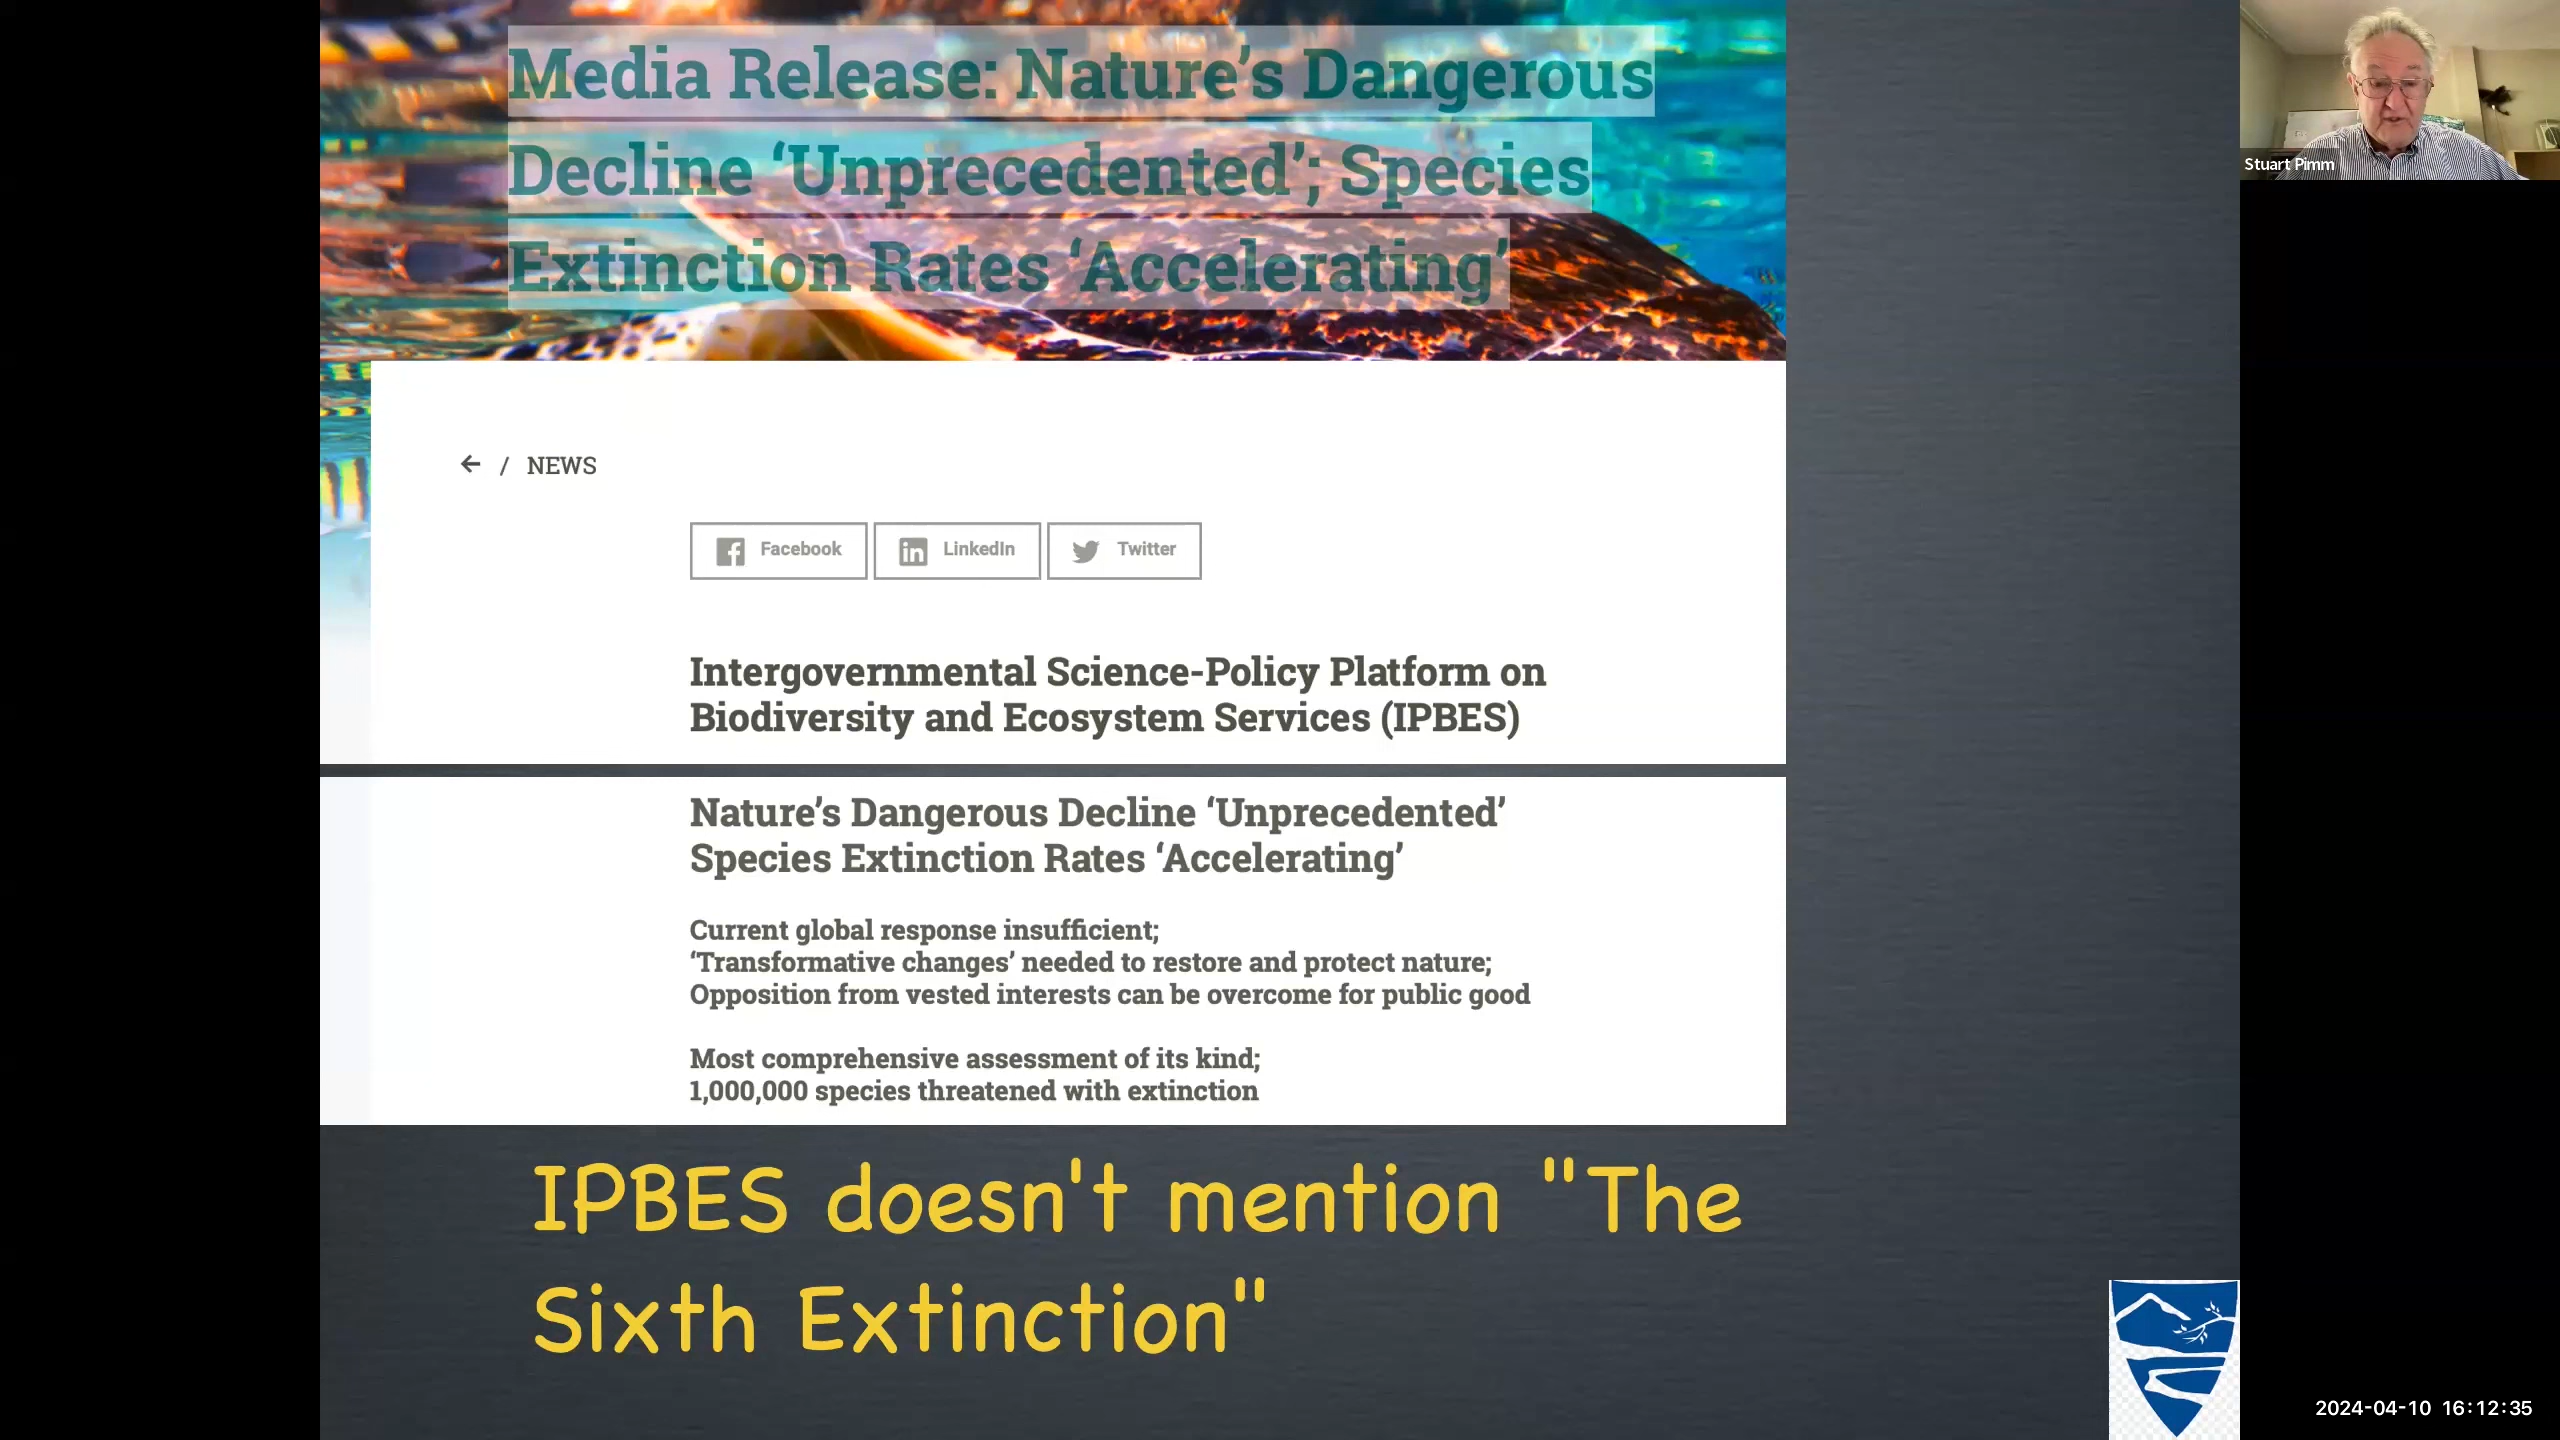 Media Release: Nature’s Dangerous
Decline ‘Unprecedented’; Species
Extinction Rates ‘Accelerating’
Stuart Pimm
← / NEWS
Facebook LinkedIn Twitter
Intergovernmental Science-Policy Platform on
Biodiversity and Ecosystem Services (IPBES)
Nature’s Dangerous Decline ‘Unprecedented’
Species Extinction Rates ‘Accelerating’
Current global response insufficient;
‘Transformative changes’ needed to restore and protect nature;
Opposition from vested interests can be overcome for public good
Most comprehensive assessment of its kind;
1,000,000 species threatened with extinction
IPBES doesn't mention "The
Sixth Extinction"
2024-04-10 16:12:35